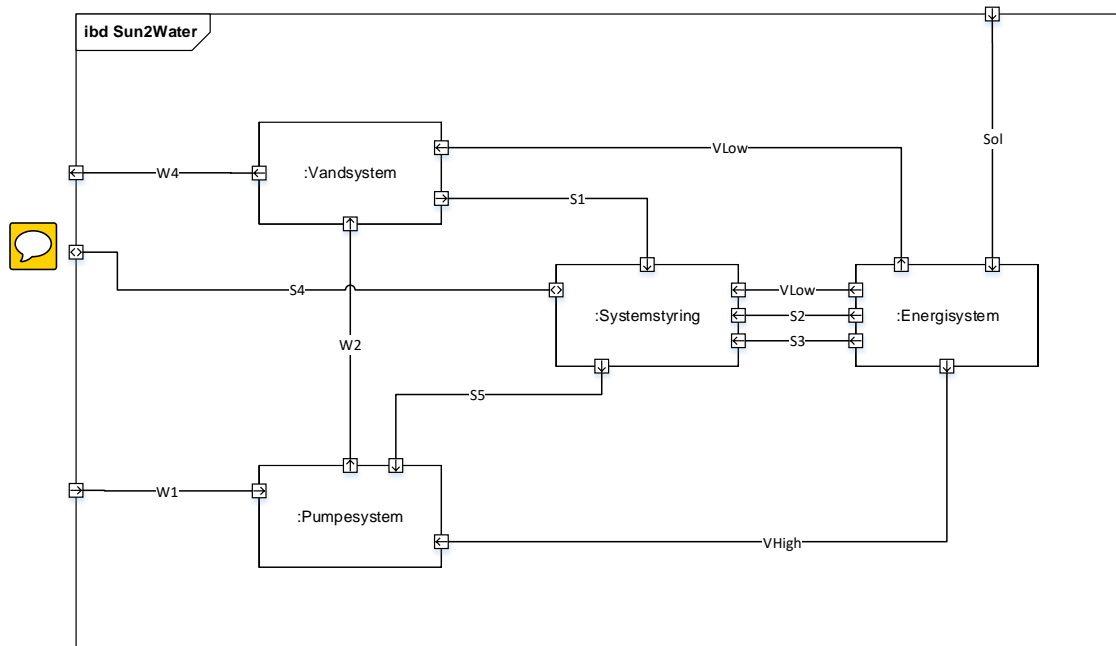 ibd Sun2Water
Sol
VLow
:Vandsystem
W4
S1
S4
VLow
:Systemstyring
S2
:Energisystem
S3
W2
S5
W1
:Pumpesystem
VHigh